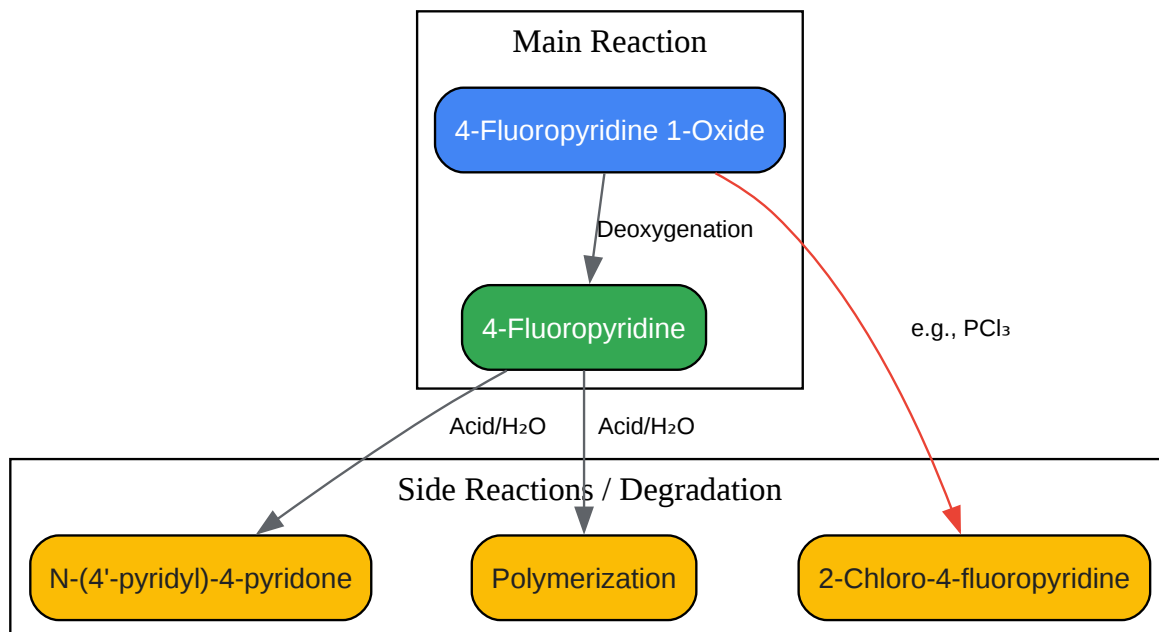 Main Reaction
4-Fluoropyridine 1-Oxide
Deoxygenation
4-Fluoropyridine
e.g., PCl₃
Acid/H₂O
Acid/H₂O
Side Reactions / Degradation
N-(4'-pyridyl)-4-pyridone
Polymerization
2-Chloro-4-fluoropyridine